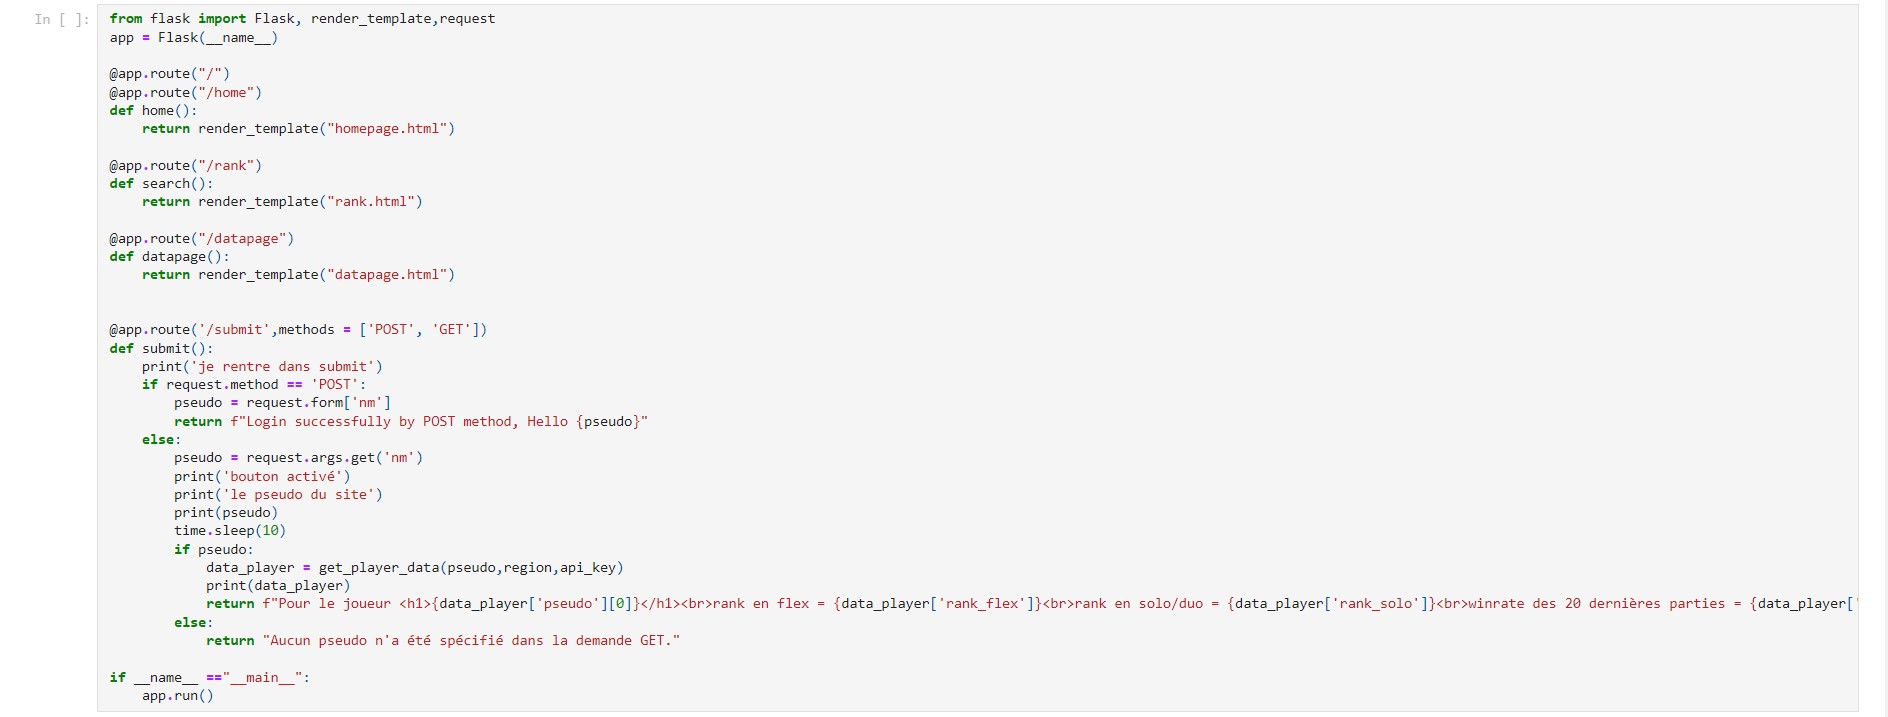 In [ ]:
from flask import Flask, render_template,request
app = Flask(__name__)
@app.route("/")
@app.route("/home")
def home():
    return render_template("homepage.html")
@app.route("/rank")
def search():
    return render_template("rank.html")
@app.route("/datapage")
def datapage():
    return render_template("datapage.html")
@app.route('/submit',methods = ['POST', 'GET'])
def submit():
    print('je rentre dans submit')
    if request.method == 'POST':
        pseudo = request.form['nm']
        return f"Login successfully by POST method, Hello {pseudo}"
    else:
        pseudo = request.args.get('nm')
        print('bouton activé')
        print('le pseudo du site')
        print(pseudo)
        time.sleep(10)
        if pseudo:
            data_player = get_player_data(pseudo,region,api_key)
            print(data_player)
            return f"Pour le joueur <h1>{data_player['pseudo'][0]}</h1><br>rank en flex = {data_player['rank_flex']}<br>rank en solo/duo = {data_player['rank_solo']}<br>winrate des 20 dernières parties = {data_player['
        else:
            return "Aucun pseudo n'a été spécifié dans la demande GET."
if __name__ =="__main__":
    app.run()